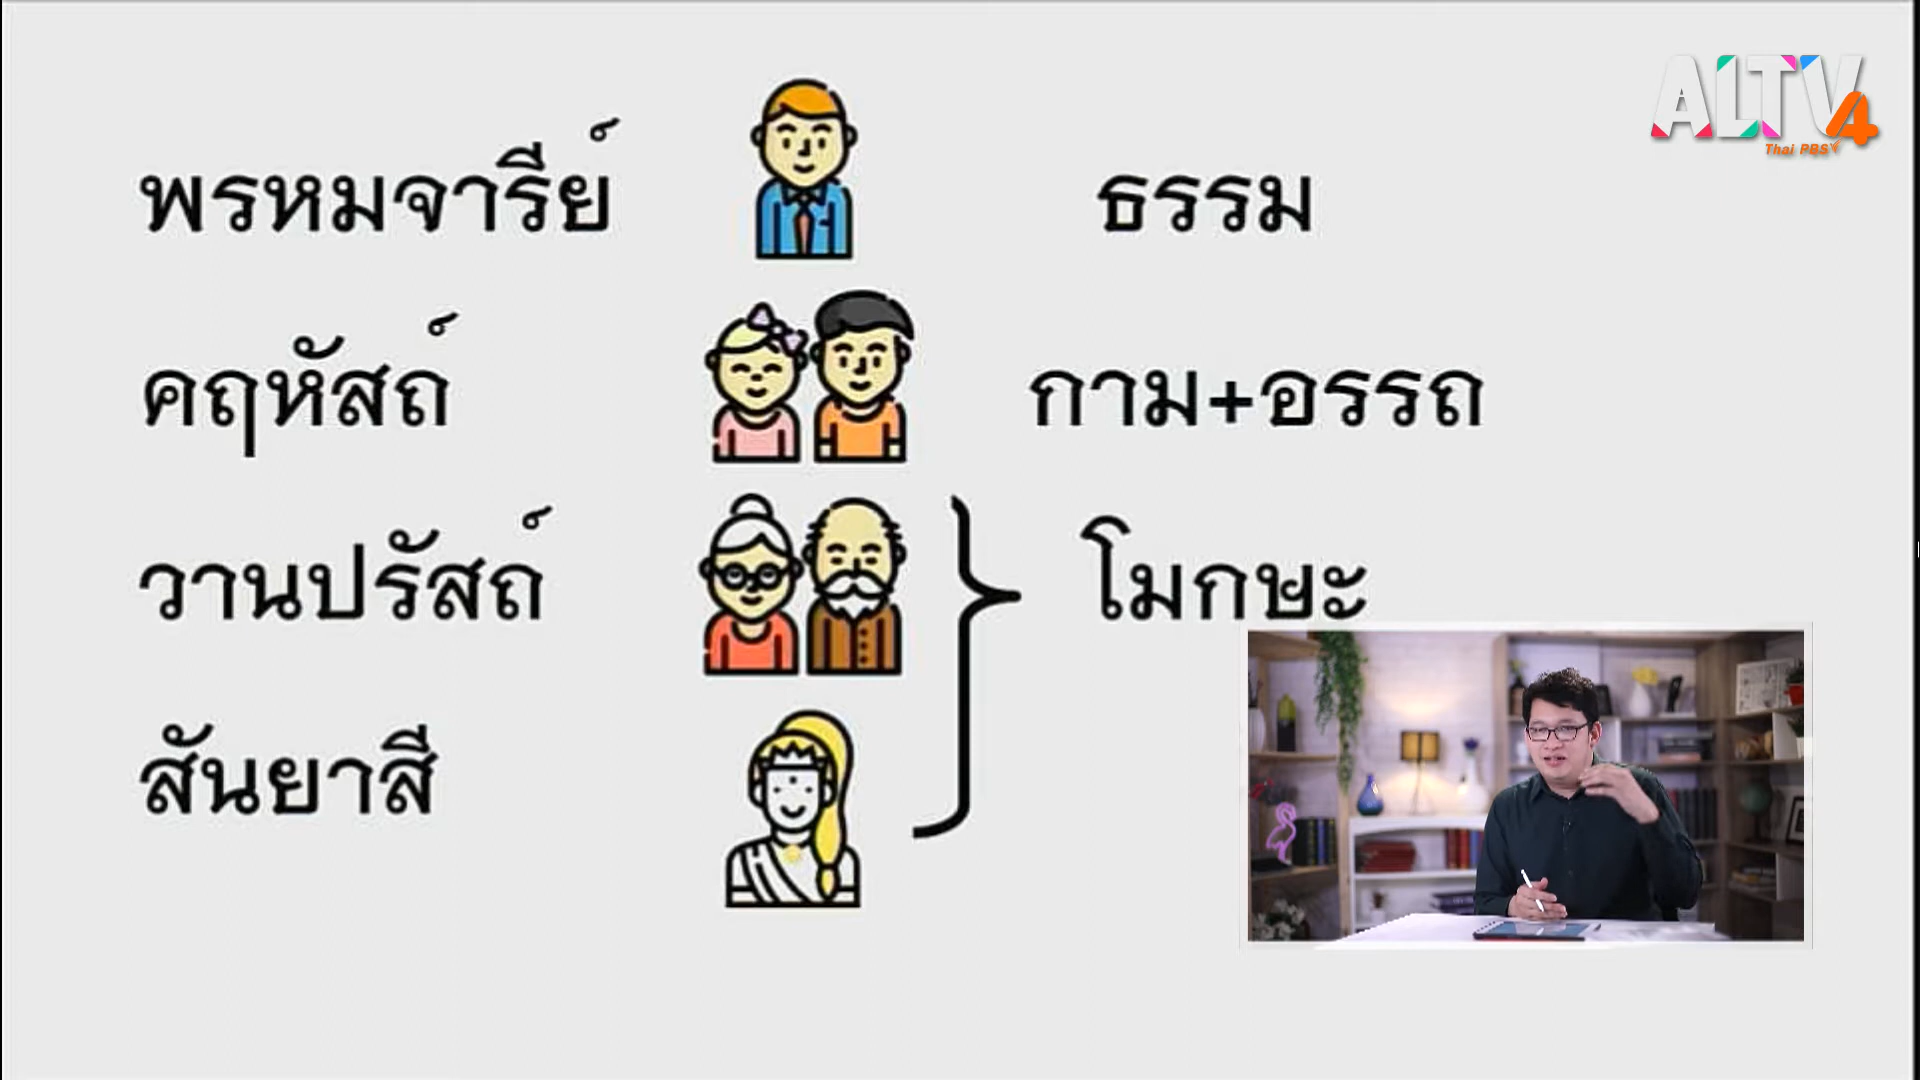 ALTV4
Thai PBS
พรหมจารีย์ ธรรม
คฤหัสถ์ กาม+อรรถ
วานปรัสถ์ โมกษะ
สันยาสี